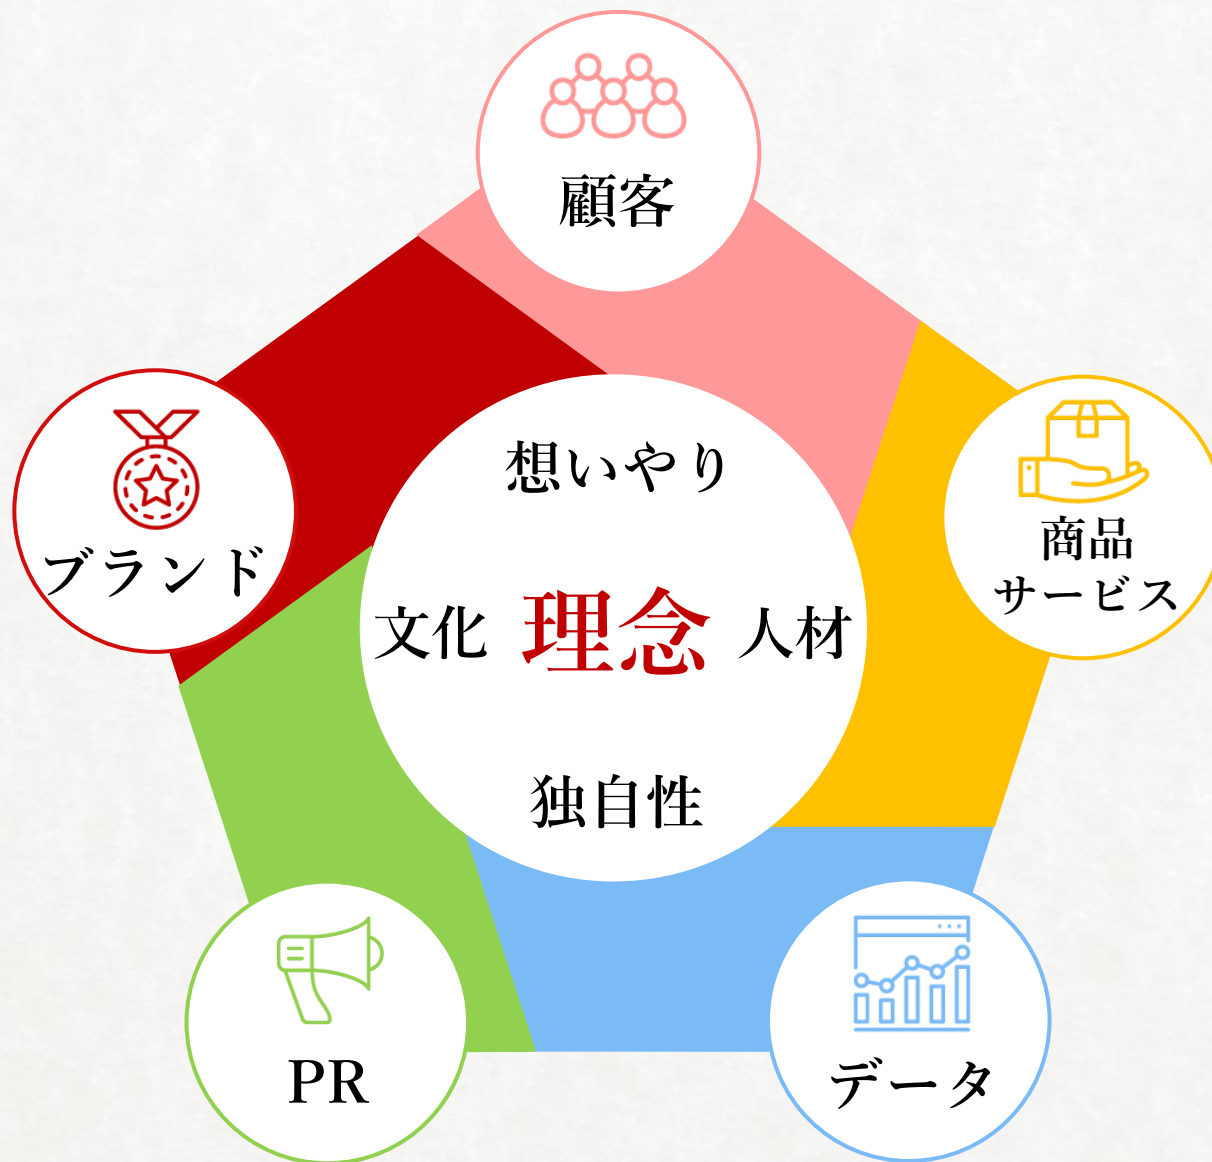 顧客
想いやり
ブランド
商品
サービス
文化 理念 人材
独自性
PR
データ